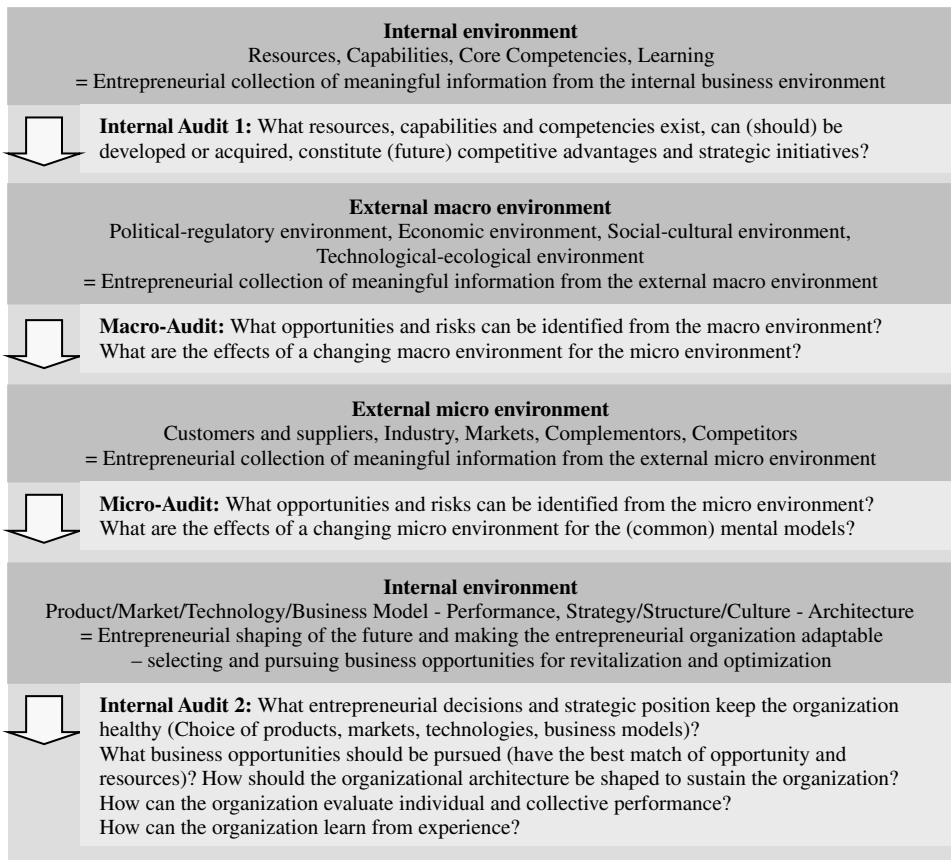 Internal environment
Resources, Capabilities, Core Competencies, Learning
= Entrepreneurial collection of meaningful information from the internal business environment
Internal Audit 1: What resources, capabilities and competencies exist, can (should) be
developed or acquired, constitute (future) competitive advantages and strategic initiatives?
External macro environment
Political-regulatory environment, Economic environment, Social-cultural environment,
Technological-ecological environment
= Entrepreneurial collection of meaningful information from the external macro environment
Macro-Audit: What opportunities and risks can be identified from the macro environment?
What are the effects of a changing macro environment for the micro environment?
External micro environment
Customers and suppliers, Industry, Markets, Complementors, Competitors
= Entrepreneurial collection of meaningful information from the external micro environment
Micro-Audit: What opportunities and risks can be identified from the micro environment?
What are the effects of a changing micro environment for the (common) mental models?
Internal environment
Product/Market/Technology/Business Model - Performance, Strategy/Structure/Culture - Architecture
= Entrepreneurial shaping of the future and making the entrepreneurial organization adaptable
– selecting and pursuing business opportunities for revitalization and optimization
Internal Audit 2: What entrepreneurial decisions and strategic position keep the organization
healthy (Choice of products, markets, technologies, business models)?
What business opportunities should be pursued (have the best match of opportunity and
resources)? How should the organizational architecture be shaped to sustain the organization?
How can the organization evaluate individual and collective performance?
How can the organization learn from experience?